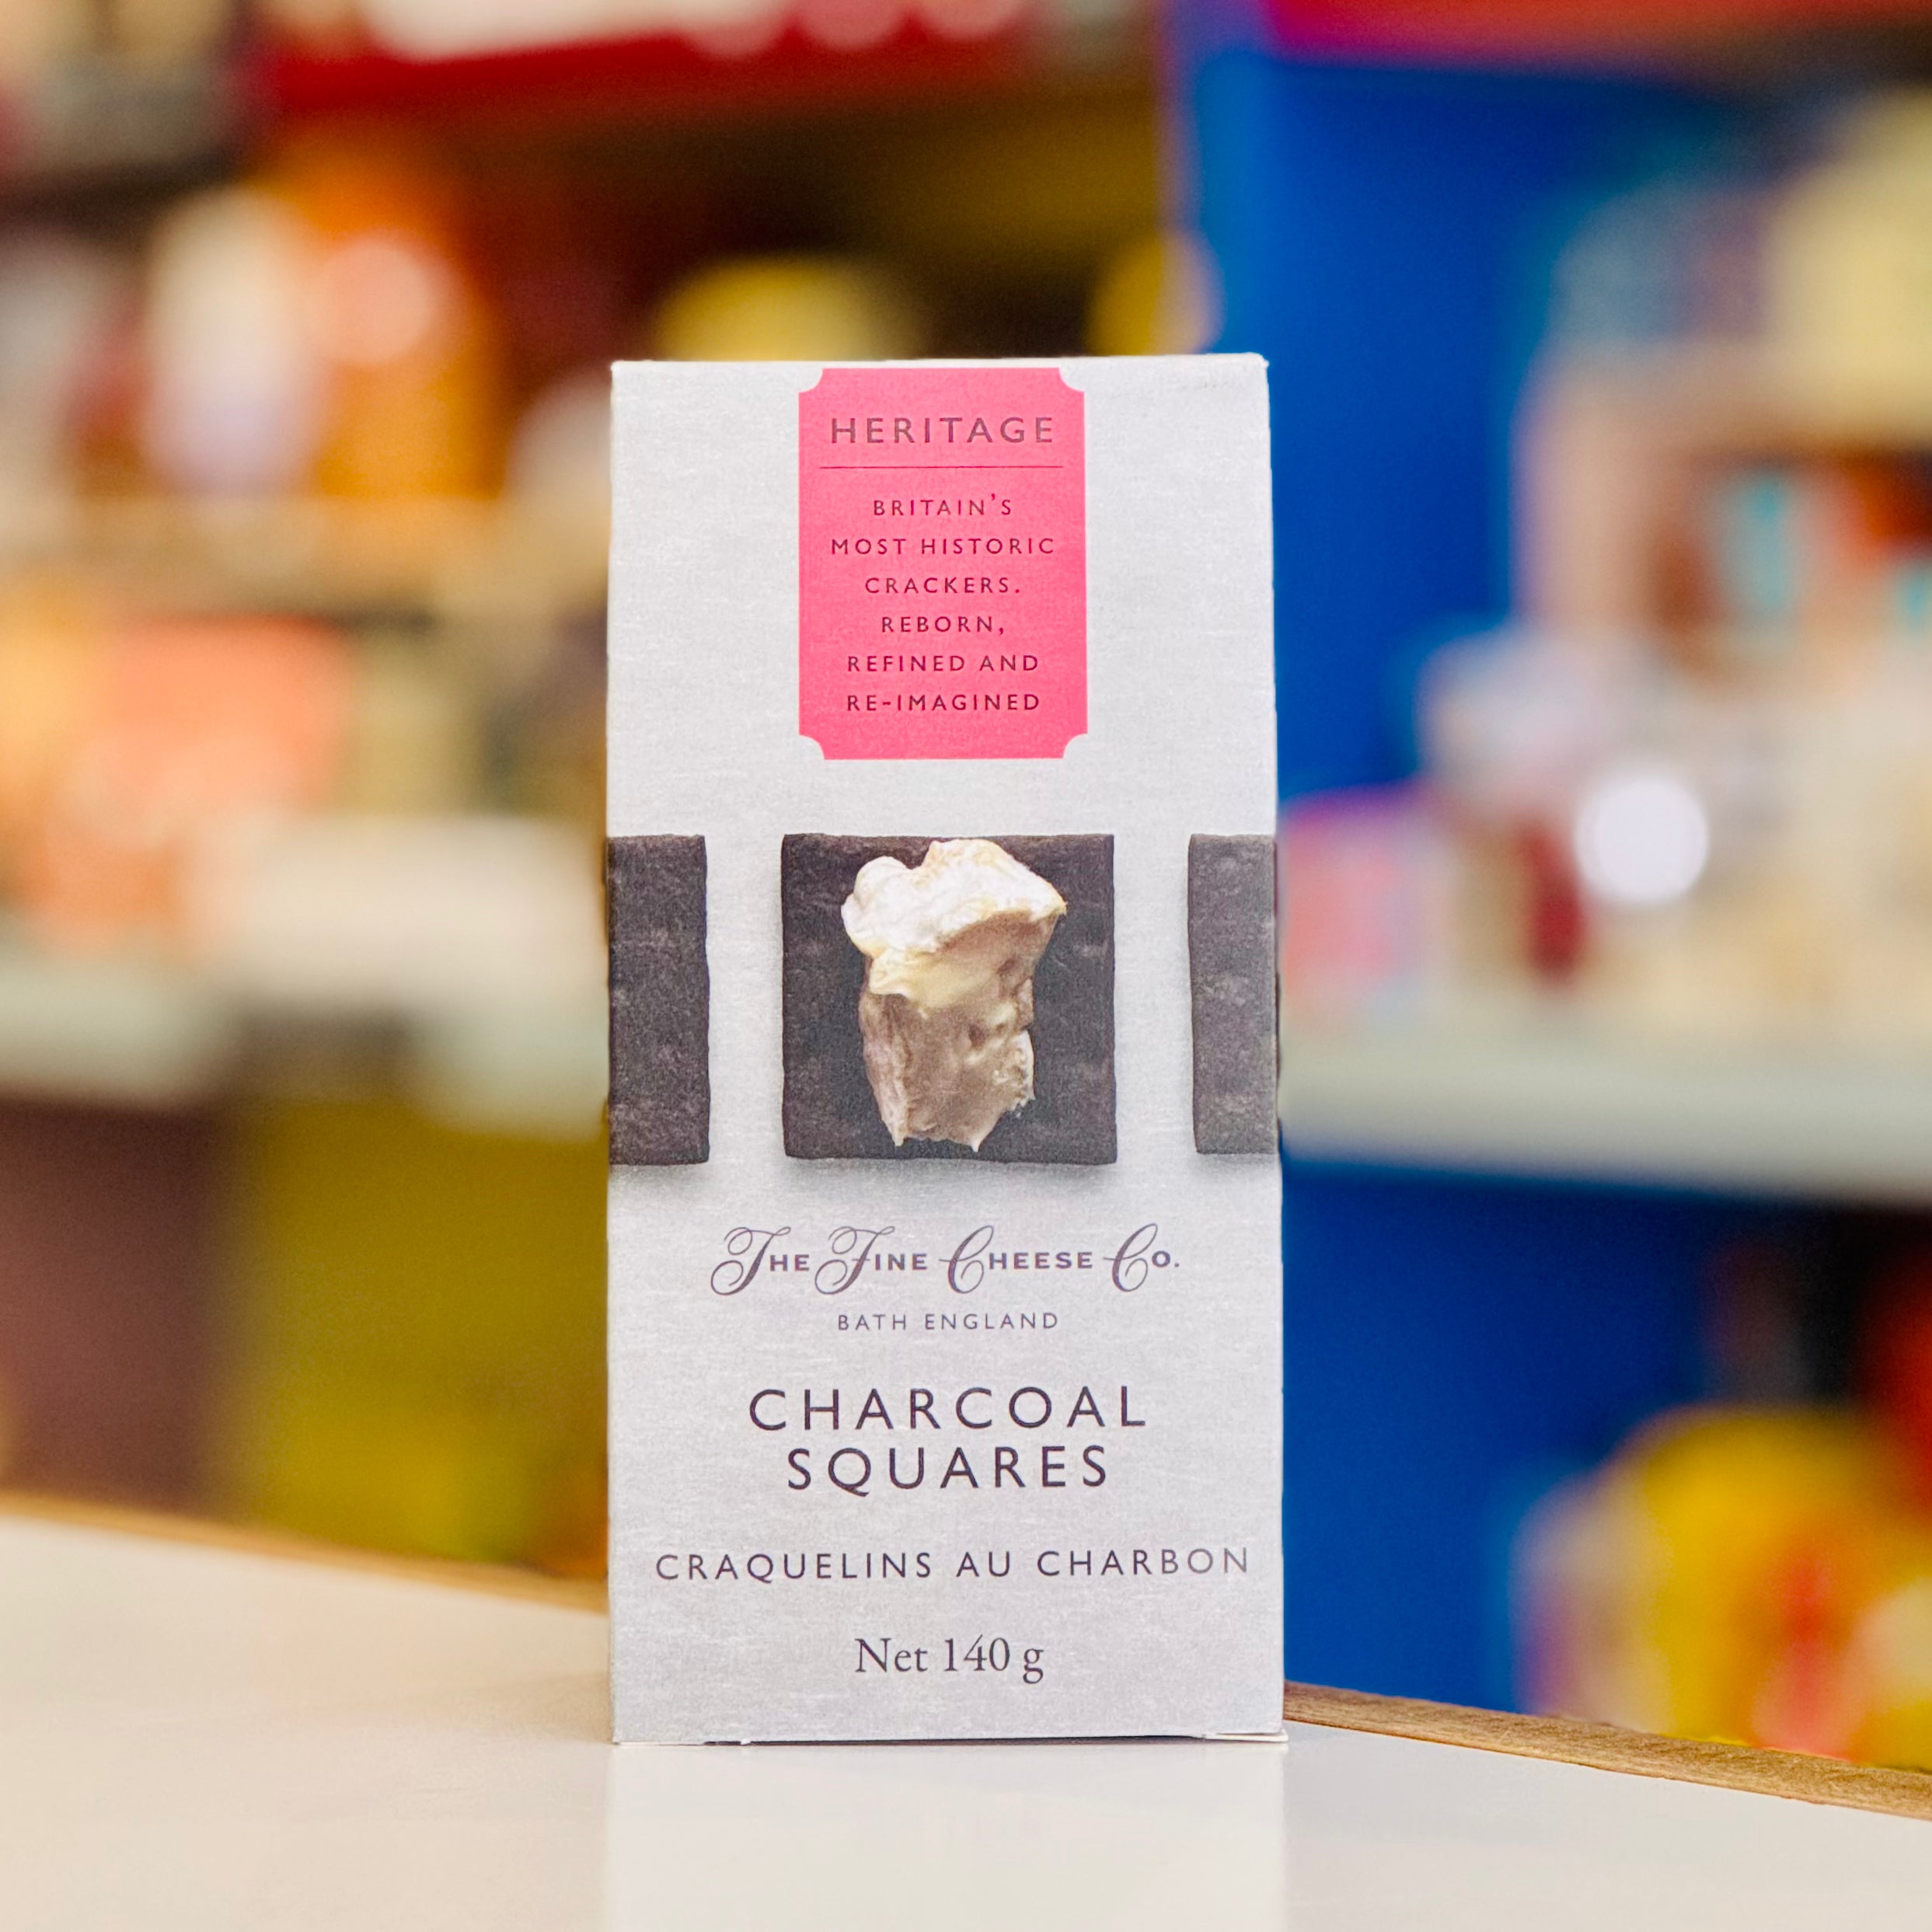 HERITAGE
BRITAIN'S
MOST HISTORIC
CRACKERS.
REBORN,
REFINED AND
RE-IMAGINED
THE FINE CHEESE CO.
BATH ENGLAND
CHARCOAL
SQUARES
CRAQUELINS AU CHARBON
Net 140 g